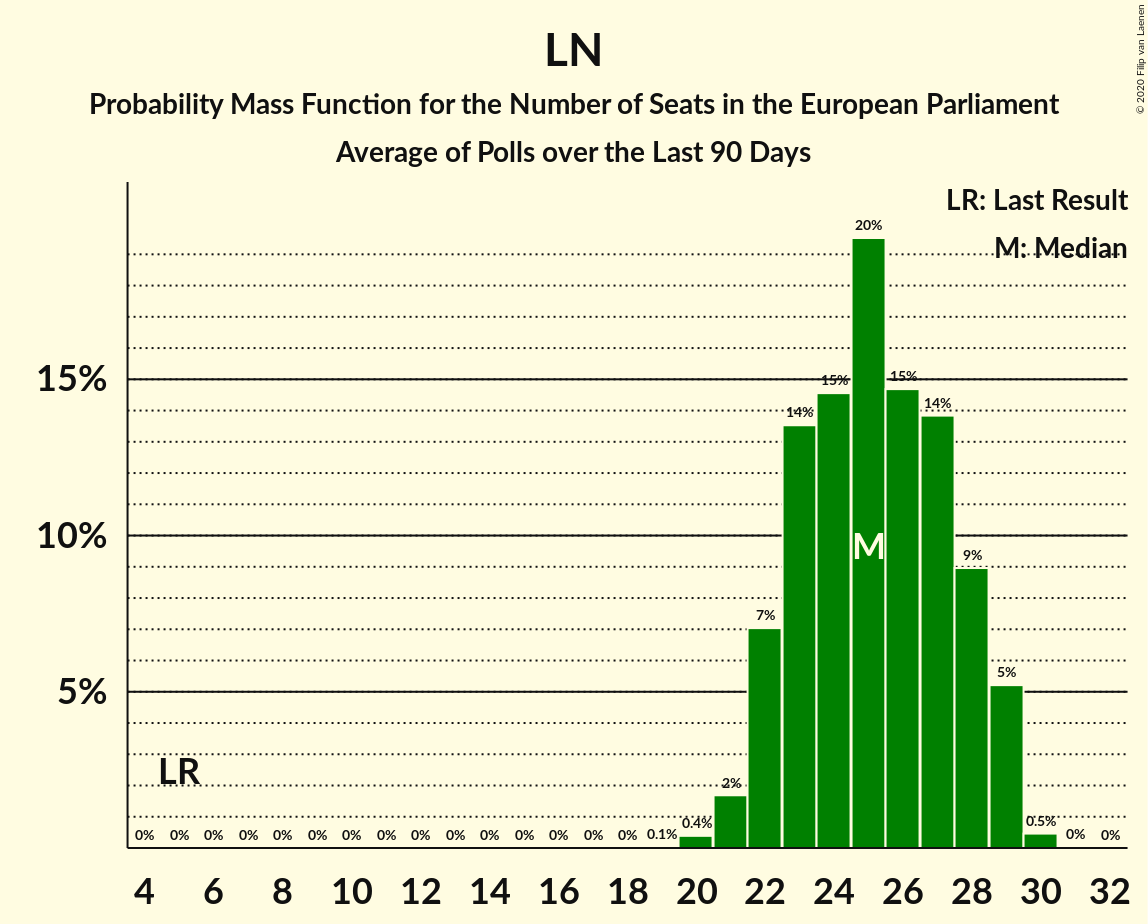 LN
Probability Mass Function for the Number of Seats in the European Parliament
Average of Polls over the Last 90 Days
© 2020 Filip van Laenen
LR: Last Result
M: Median
15%
10%
5%
LR
M
0% 0% 0% 0% 0% 0% 0% 0% 0% 0% 0% 0% 0% 0% 0% 0.1% 0.4% 2% 7% 14% 15% 20% 15% 14% 9% 5% 0.5% 0% 0%
4 6 8 10 12 14 16 18 20 22 24 26 28 30 32